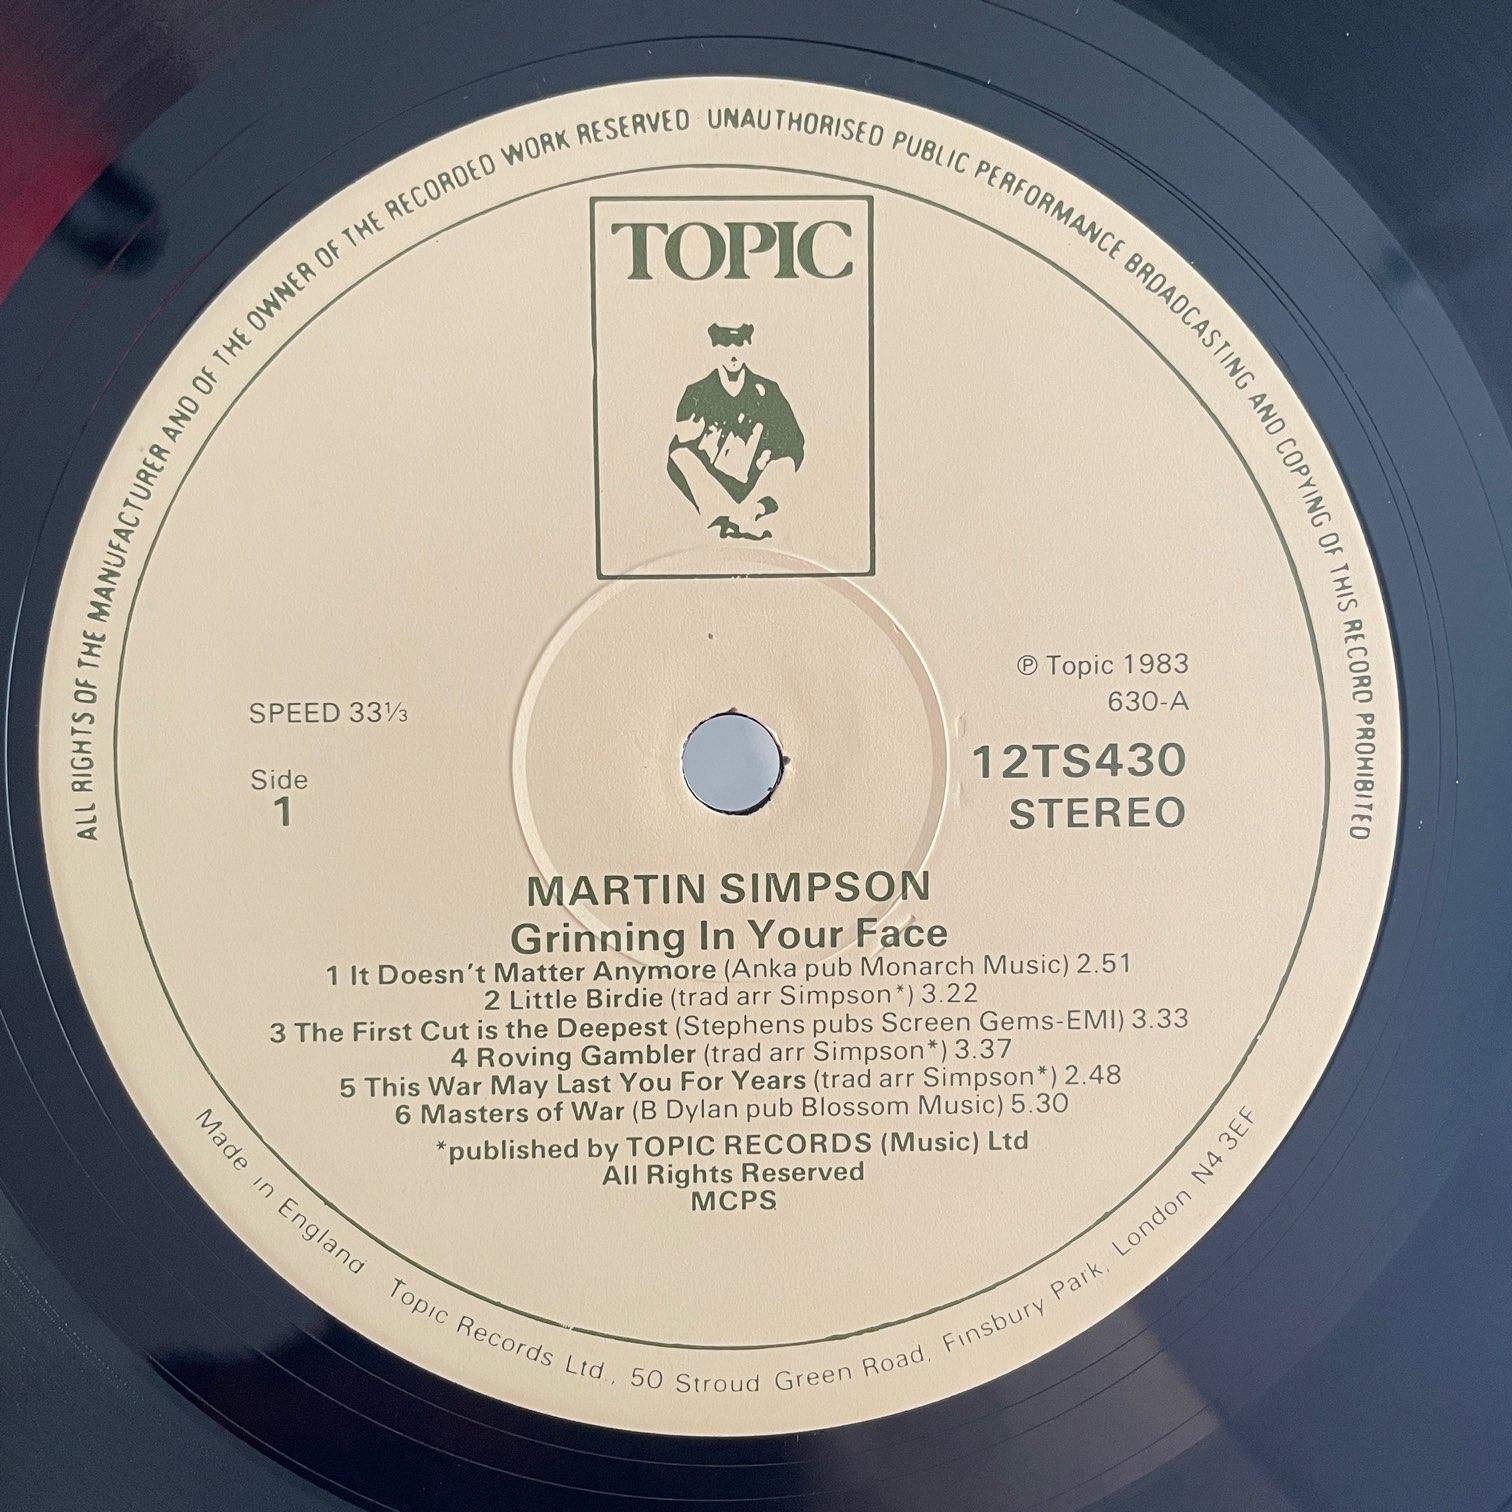 ALL RIGHTS OF THE MANUFACTURER AND OF THE OWNER OF THE RECORDED WORK RESERVED UNAUTHORISED PUBLIC PERFORMANCE BROADCASTING AND COPYING OF THIS RECORD PROHIBITED
TOPIC
℗ Topic 1983
630-A
SPEED 33⅓
12TS430
STEREO
Side
1
MARTIN SIMPSON
Grinning In Your Face
1 It Doesn't Matter Anymore (Anka pub Monarch Music) 2.51
2 Little Birdie (trad arr Simpson*) 3.22
3 The First Cut is the Deepest (Stephens pubs Screen Gems-EMI) 3.33
4 Roving Gambler (trad arr Simpson*) 3.37
5 This War May Last You For Years (trad arr Simpson*) 2.48
6 Masters of War (B Dylan pub Blossom Music) 5.30
*published by TOPIC RECORDS (Music) Ltd
All Rights Reserved
MCPS
Made in England Topic Records Ltd., 50 Stroud Green Road, Finsbury Park, London N4 3EF